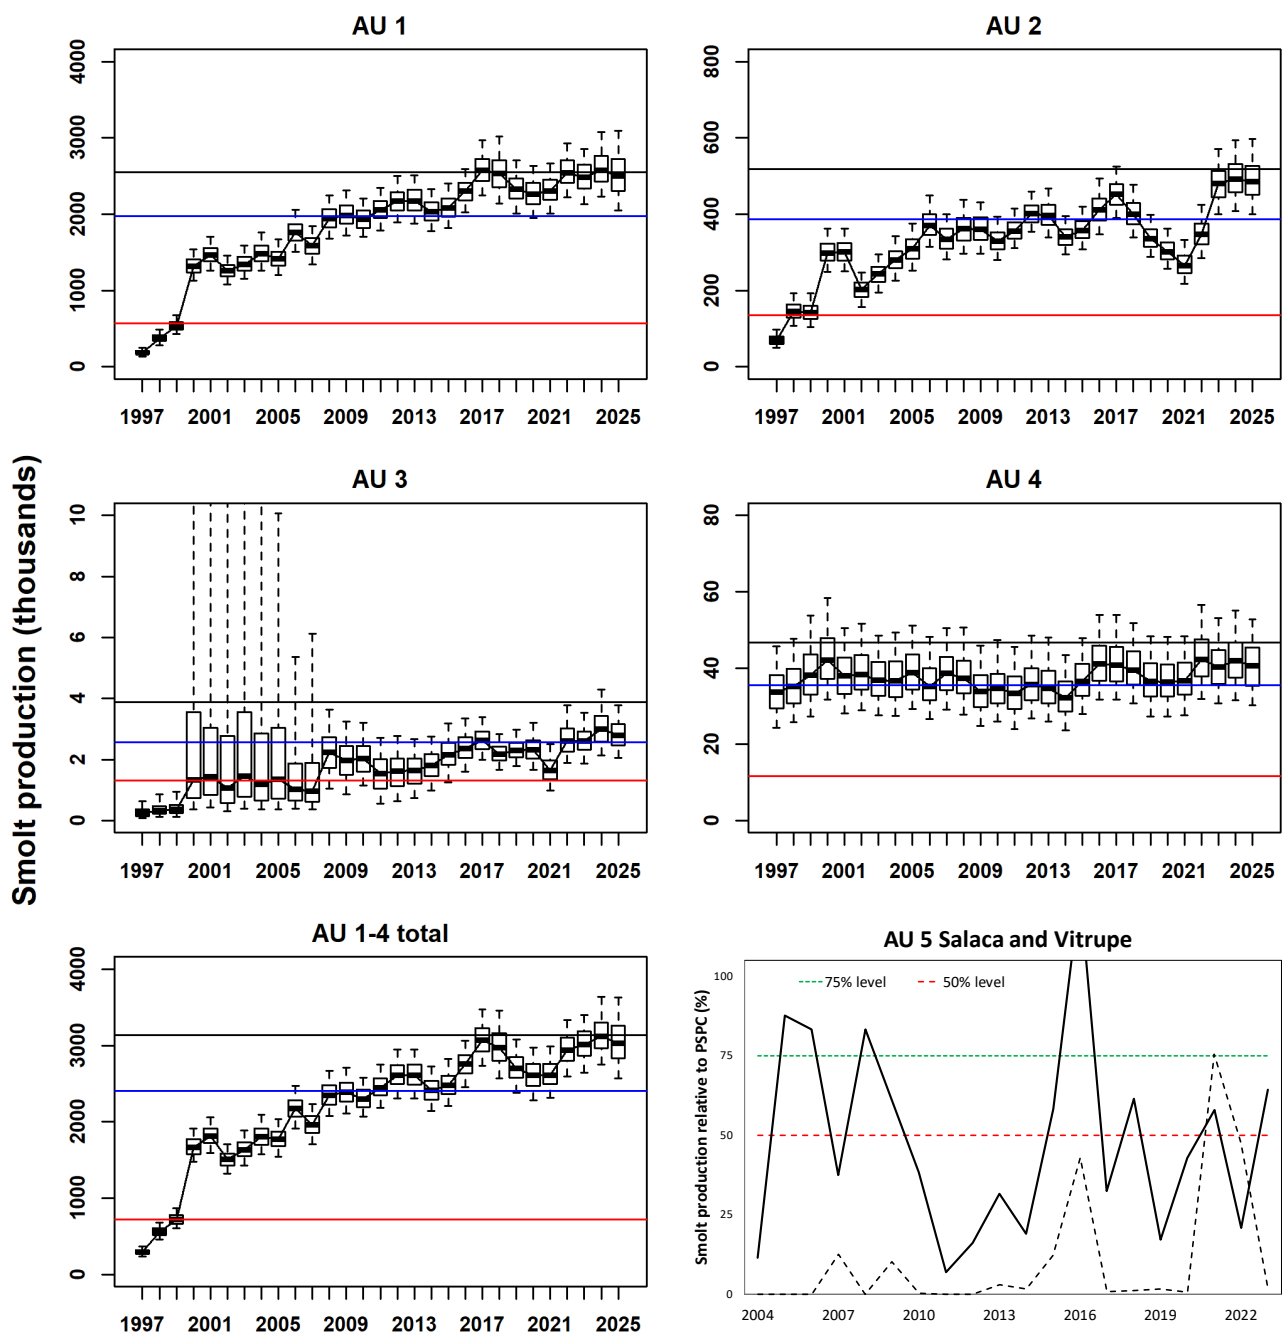 AU 1
4000
3000
2000
1000
0
1997 2001 2005 2009 2013 2017 2021 2025
AU 2
800
600
400
200
0
1997 2001 2005 2009 2013 2017 2021 2025
Smolt production (thousands)
AU 3
10
8
6
4
2
0
1997 2001 2005 2009 2013 2017 2021 2025
AU 4
80
60
40
20
0
1997 2001 2005 2009 2013 2017 2021 2025
AU 1-4 total
4000
3000
2000
1000
0
1997 2001 2005 2009 2013 2017 2021 2025
AU 5 Salaca and Vitrupe
Smolt production relative to PSPC (%)
75% level 50% level
100
75
50
25
0
2004 2007 2010 2013 2016 2019 2022